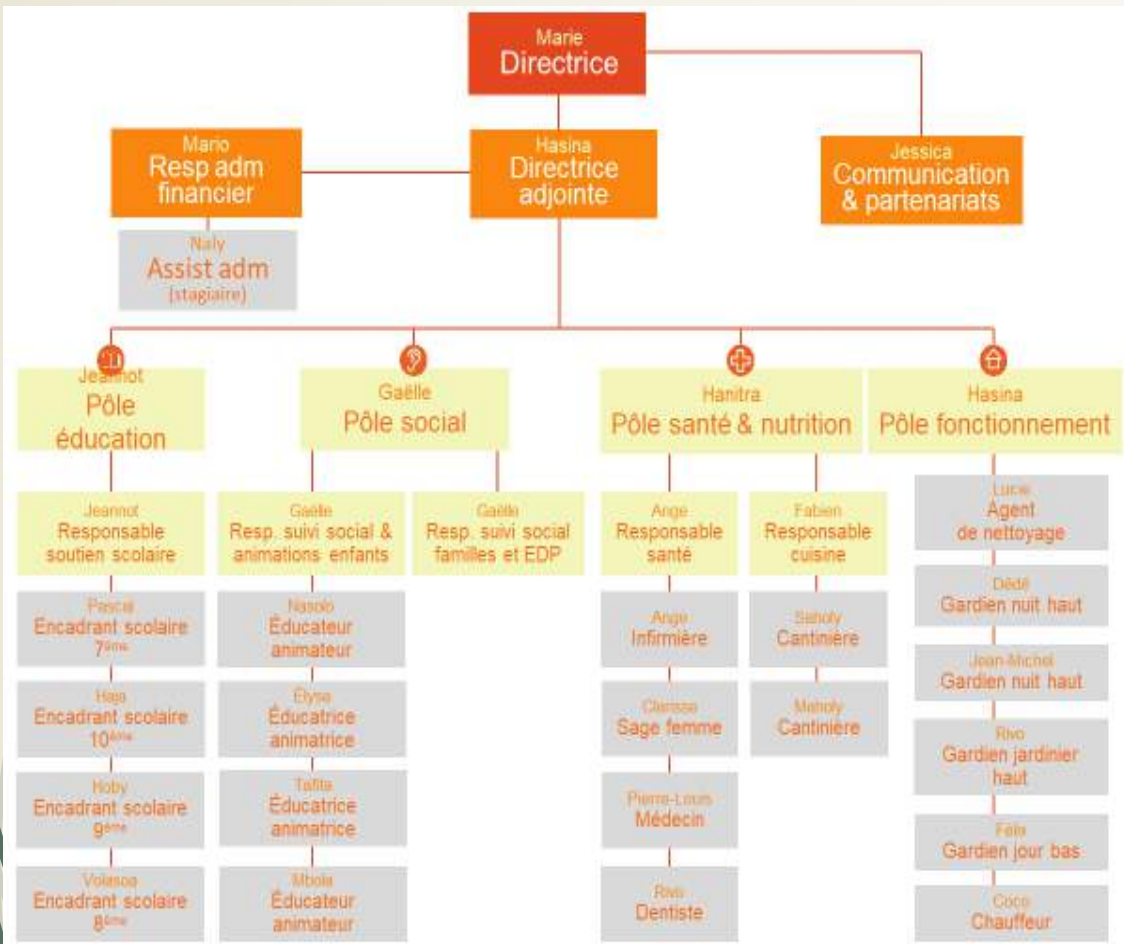 Marie
Directrice
Mario
Resp adm
financier
Hasina
Directrice
adjointe
Jessica
Communication
& partenariats
Naly
Assist adm
(stagiaire)
Jeannot
Pôle
éducation
Gaëlle
Pôle social
Hanitra
Pôle santé & nutrition
Hasina
Pôle fonctionnement
Jeannot
Responsable
soutien scolaire
Gaëlle
Resp. suivi social &
animations enfants
Gaëlle
Resp. suivi social
familles et EDP
Ange
Responsable
santé
Fabien
Responsable
cuisine
Lucie
Agent
de nettoyage
Pascal
Encadrant scolaire
7ème
Nasolo
Éducateur
animateur
Ange
Infirmière
Saholy
Cantinière
Dédé
Gardien nuit haut
Haja
Encadrant scolaire
10ème
Élyse
Éducatrice
animatrice
Clarisse
Sage femme
Cantinière
Jean-Michel
Gardien nuit haut
Hoby
Encadrant scolaire
9ème
Tafita
Éducatrice
animatrice
Pierre-Louis
Médecin
Rivo
Gardien jardinier
haut
Volasoa
Encadrant scolaire
8ème
Mbola
Éducateur
animateur
Rivo
Dentiste
Gardien jour bas
Coco
Chauffeur